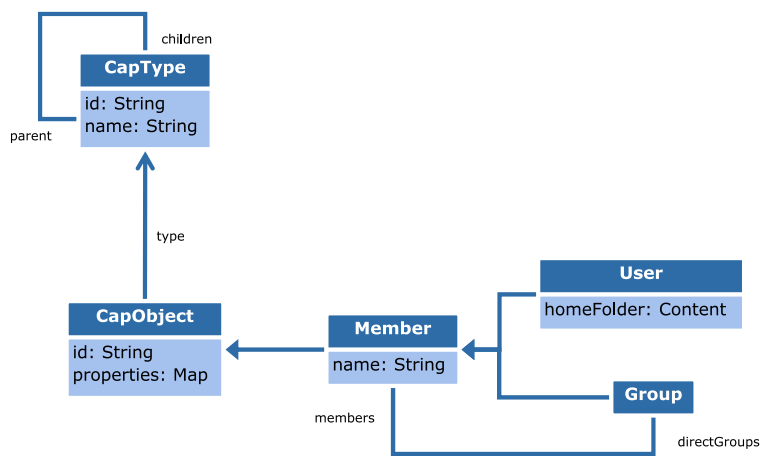 children
CapType
id: String
name: String
parent
type
CapObject
id: String
properties: Map
Member
name: String
User
homeFolder: Content
Group
members
directGroups